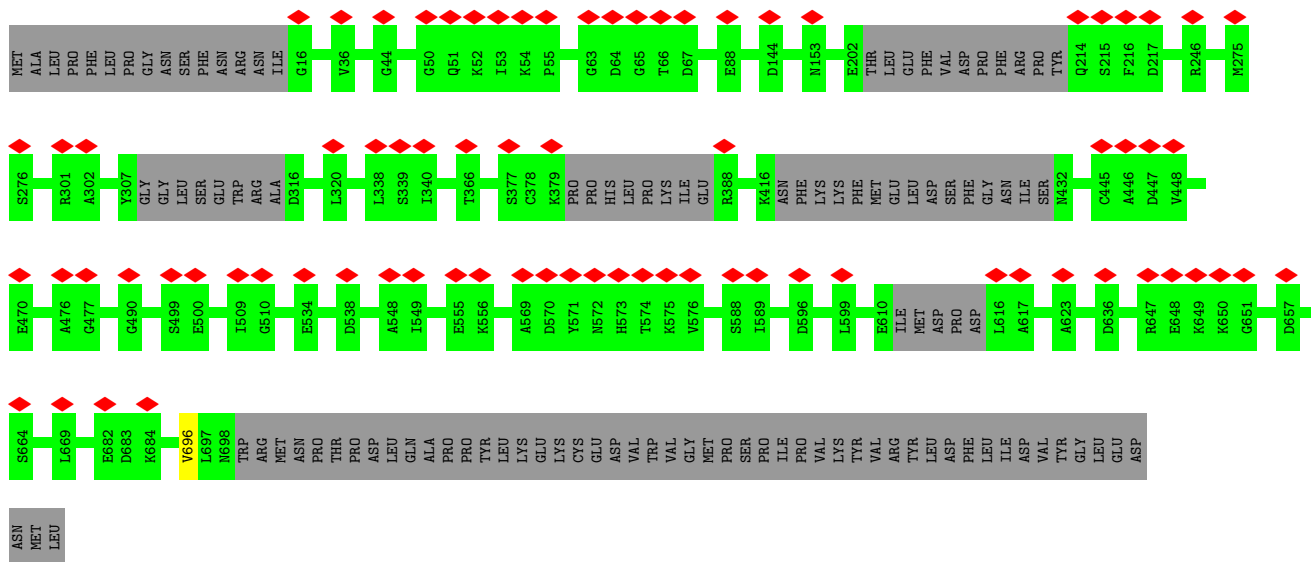 MET ALA LEU PRO PHE LEU PRO GLY ASN SER PHE ASN ARG ASN ILE G16 V36 G44 G50 Q51 K52 I53 K54 P55 G63 D64 G65 T66 D67 E88 D144 N153 E202 THR LEU GLU PHE VAL ASP PRO PHE ARG PRO TYR Q214 S215 F216 D217 R246 M275
S276 R301 A302 Y307 GLY GLY LEU SER GLU TRP ARG ALA D316 L320 L338 S339 I340 T366 S377 C378 K379 PRO PRO HIS LEU PRO LYS ILE GLU R388 K416 ASN PHE LYS LYS PHE MET GLU LEU ASP SER PHE GLY ASN ILE SER N432 C445 A446 D447 V448
E470 A476 G477 G490 S499 E500 I509 G510 E534 D538 A548 I549 E555 K556 A569 D570 Y571 N572 H573 T574 K575 V576 S588 I589 D596 L599 E610 ILE MET ASP PRO ASP L616 A617 A623 D636 R647 E648 K649 K650 G651 D657
S664 L669 E682 D683 K684 V696 L697 N698 TRP ARG MET ASN PRO THR PRO ASP LEU GLN ALA PRO PRO TYR LEU LYS GLU LYS CYS GLU ASP VAL TRP VAL GLY MET PRO SER PRO ILE PRO VAL LYS TYR VAL ARG TYR LEU ASP PHE LEU ILE ASP VAL TYR GLY LEU GLU ASP
ASN MET LEU